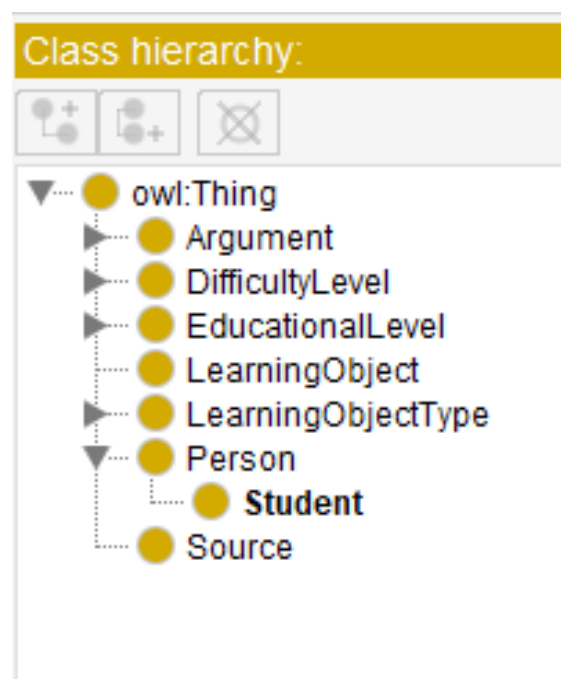 Class hierarchy:
owl:Thing
Argument
DifficultyLevel
EducationalLevel
LearningObject
LearningObjectType
Person
Student
Source